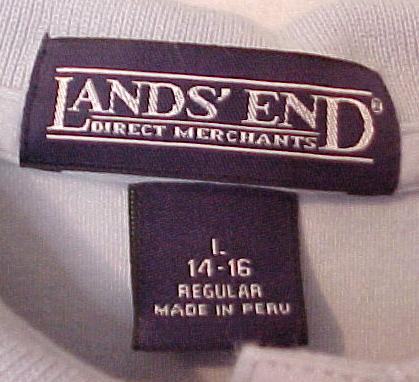 LANDS' END®
DIRECT MERCHANTS
L
14-16
REGULAR
MADE IN PERU